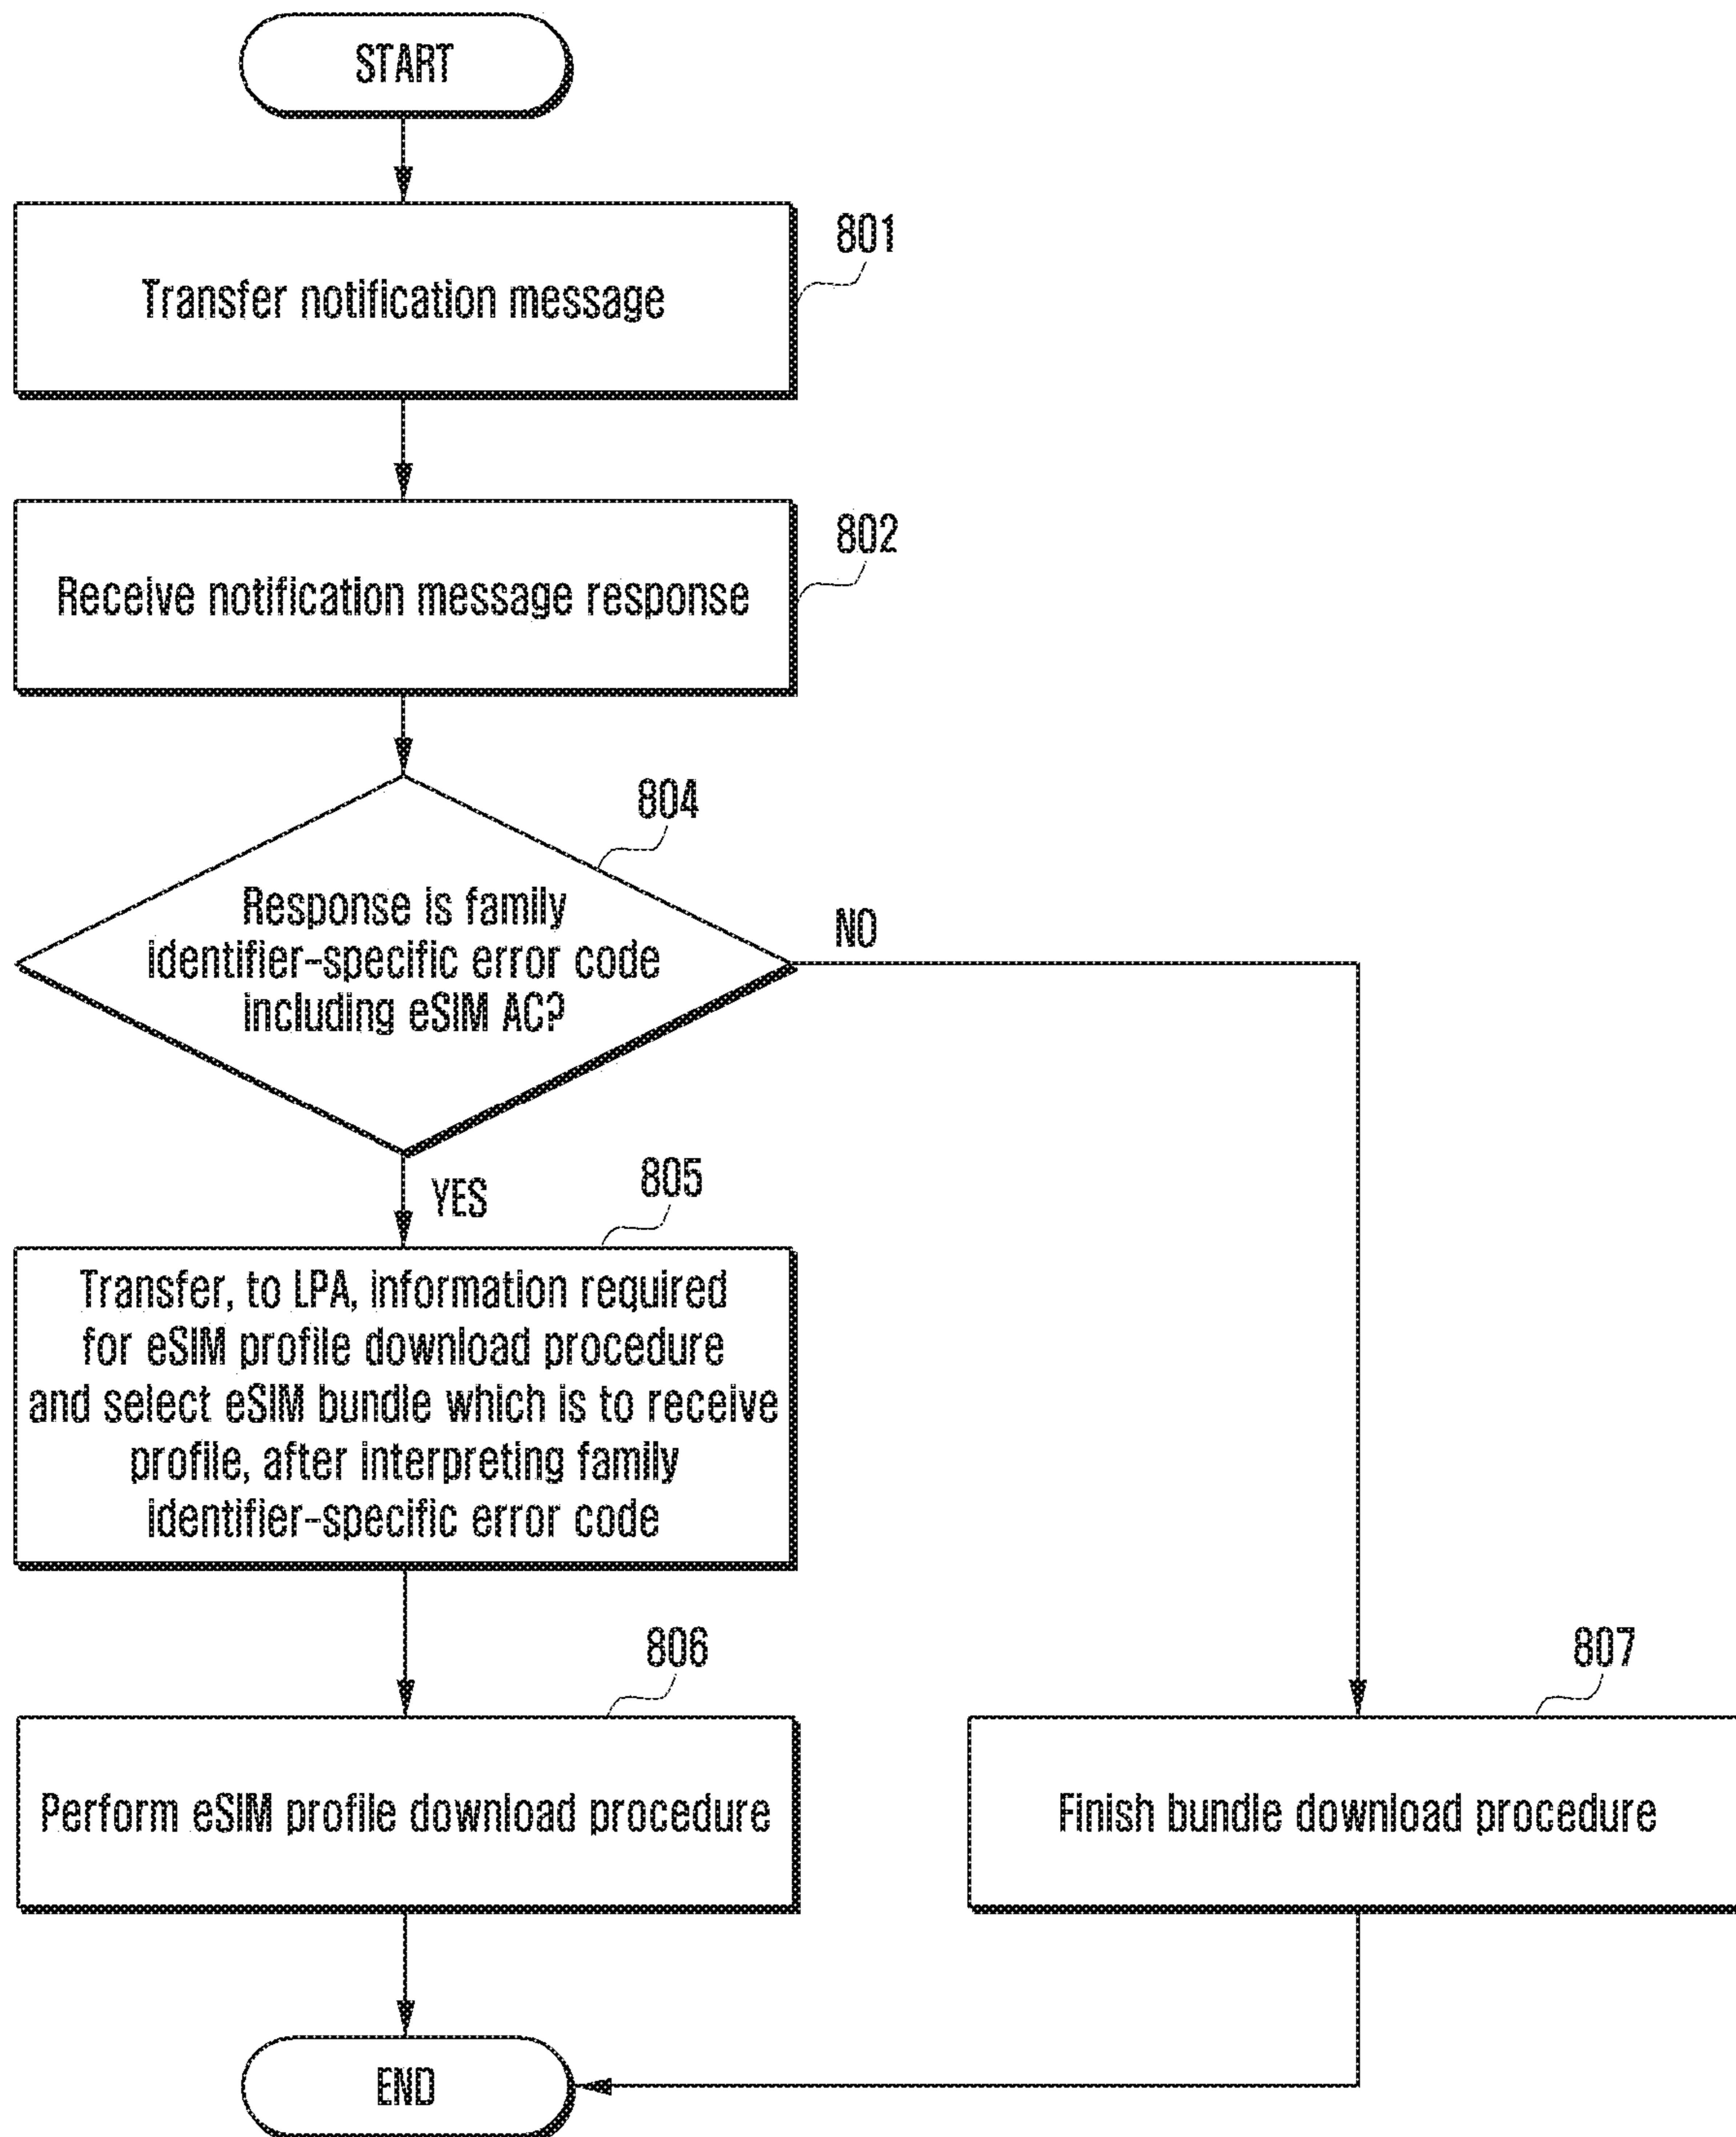 START
801
Transfer notification message
802
Receive notification message response
804
Response is family
identifier-specific error code
including eSIM AC?
NO
YES
805
Transfer, to LPA, information required
for eSIM profile download procedure
and select eSIM bundle which is to receive
profile, after interpreting family
identifier-specific error code
806
Perform eSIM profile download procedure
807
Finish bundle download procedure
END